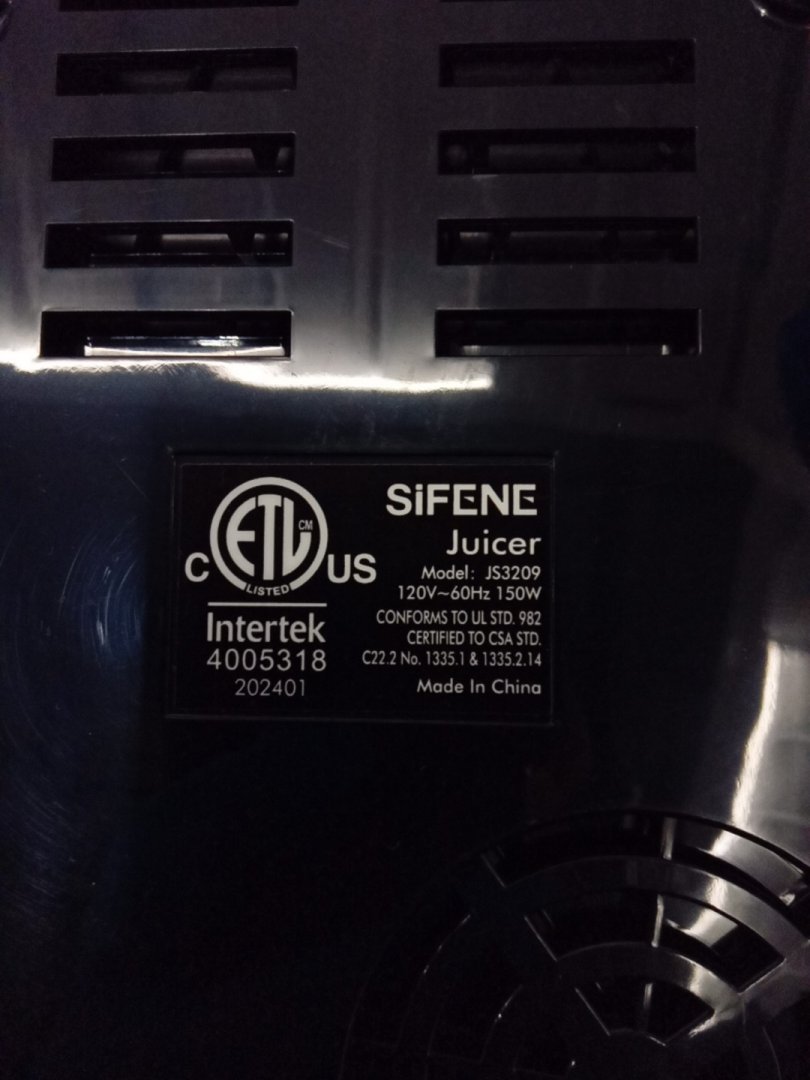 ETL CM
C US
LISTED
Intertek
4005318
202401
SiFENE
Juicer
Model: JS3209
120V~60Hz 150W
CONFORMS TO UL STD. 982
CERTIFIED TO CSA STD.
C22.2 No. 1335.1 & 1335.2.14
Made In China